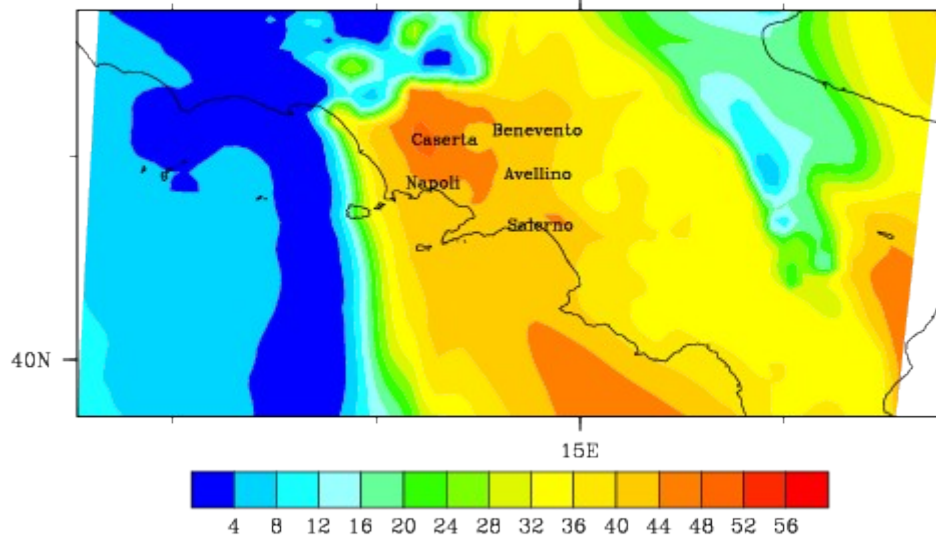 Benevento
Caserta
Avellino
Napoli
Salerno
40N
15E
4 8 12 16 20 24 28 32 36 40 44 48 52 56